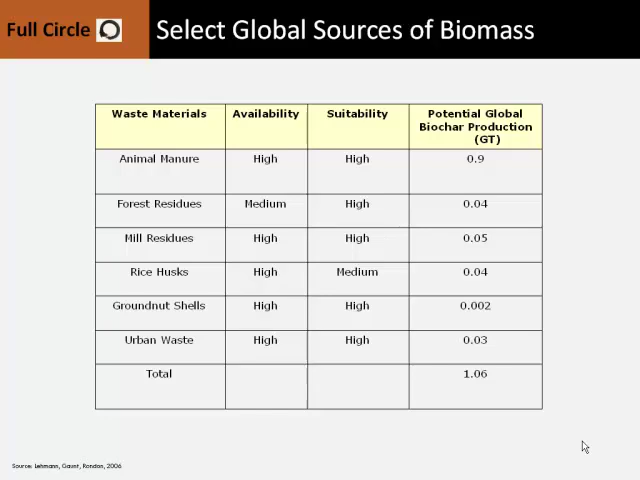 Full Circle
Select Global Sources of Biomass
Waste Materials Availability Suitability Potential Global
Biochar Production
(GT)
Animal Manure High High 0.9
Forest Residues Medium High 0.04
Mill Residues High High 0.05
Rice Husks High Medium 0.04
Groundnut Shells High High 0.002
Urban Waste High High 0.03
Total 1.06
Source: Lehmann, Gaunt, Rondon, 2006